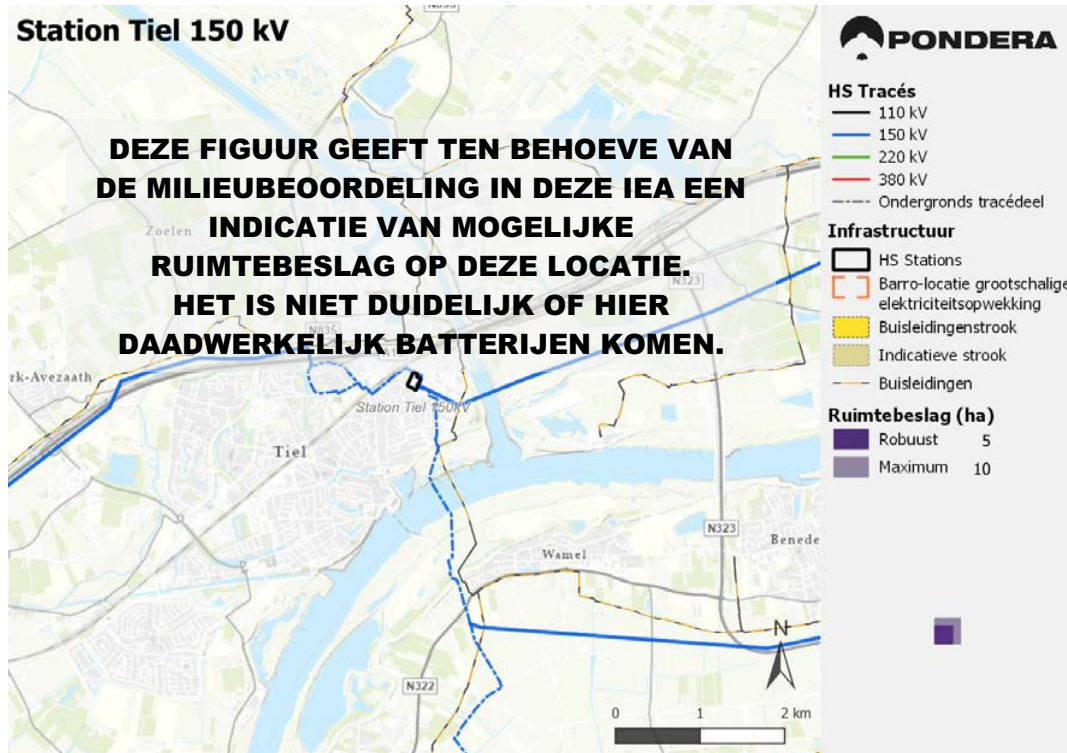 Station Tiel 150 kV
N835
DEZE FIGUUR GEEFT TEN BEHOEVE VAN
DE MILIEUBEOORDELING IN DEZE IEA EEN
INDICATIE VAN MOGELIJKE
RUIMTEBESLAG OP DEZE LOCATIE.
HET IS NIET DUIDELIJK OF HIER
DAADWERKELIJK BATTERIJEN KOMEN.
Zoelen
N323
N835
rk-Avezaath
Station Tiel 150kV
Tiel
N323
Wamel
Benede
N322
N
0 1 2 km
PONDERA
HS Tracés
110 kV
150 kV
220 kV
380 kV
Ondergronds tracédeel
Infrastructuur
HS Stations
Barro-locatie grootschalige
elektriciteitsopwekking
Buisleidingenstrook
Indicatieve strook
Buisleidingen
Ruimtebeslag (ha)
Robuust 5
Maximum 10